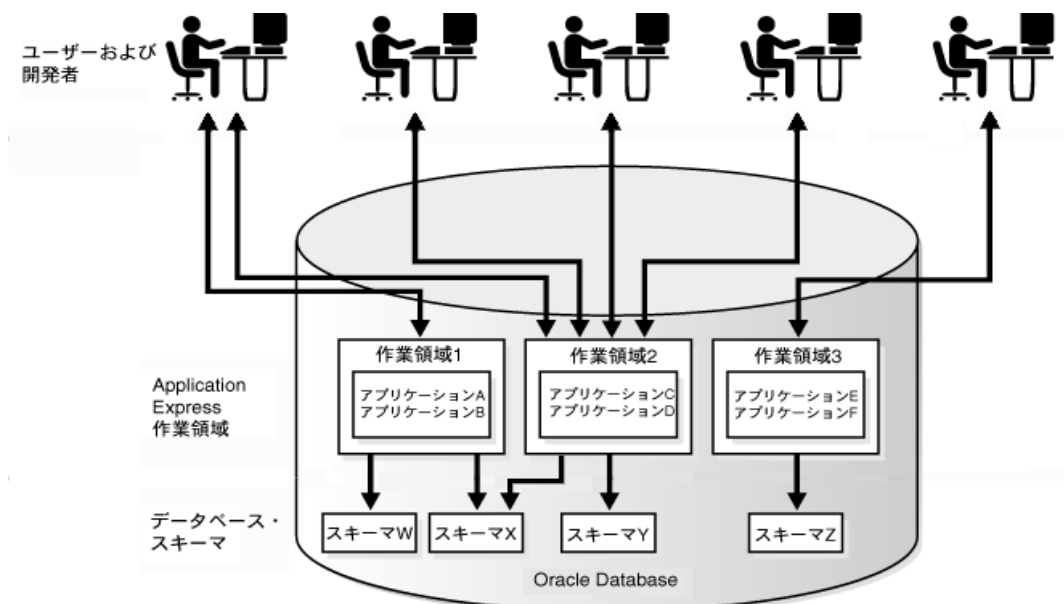 ユーザーおよび
開発者
作業領域1
作業領域2
作業領域3
アプリケーションA
アプリケーションB
アプリケーションC
アプリケーションD
アプリケーションE
アプリケーションF
Application
Express
作業領域
データベース・
スキーマ
スキーマW
スキーマX
スキーマY
スキーマZ
Oracle Database